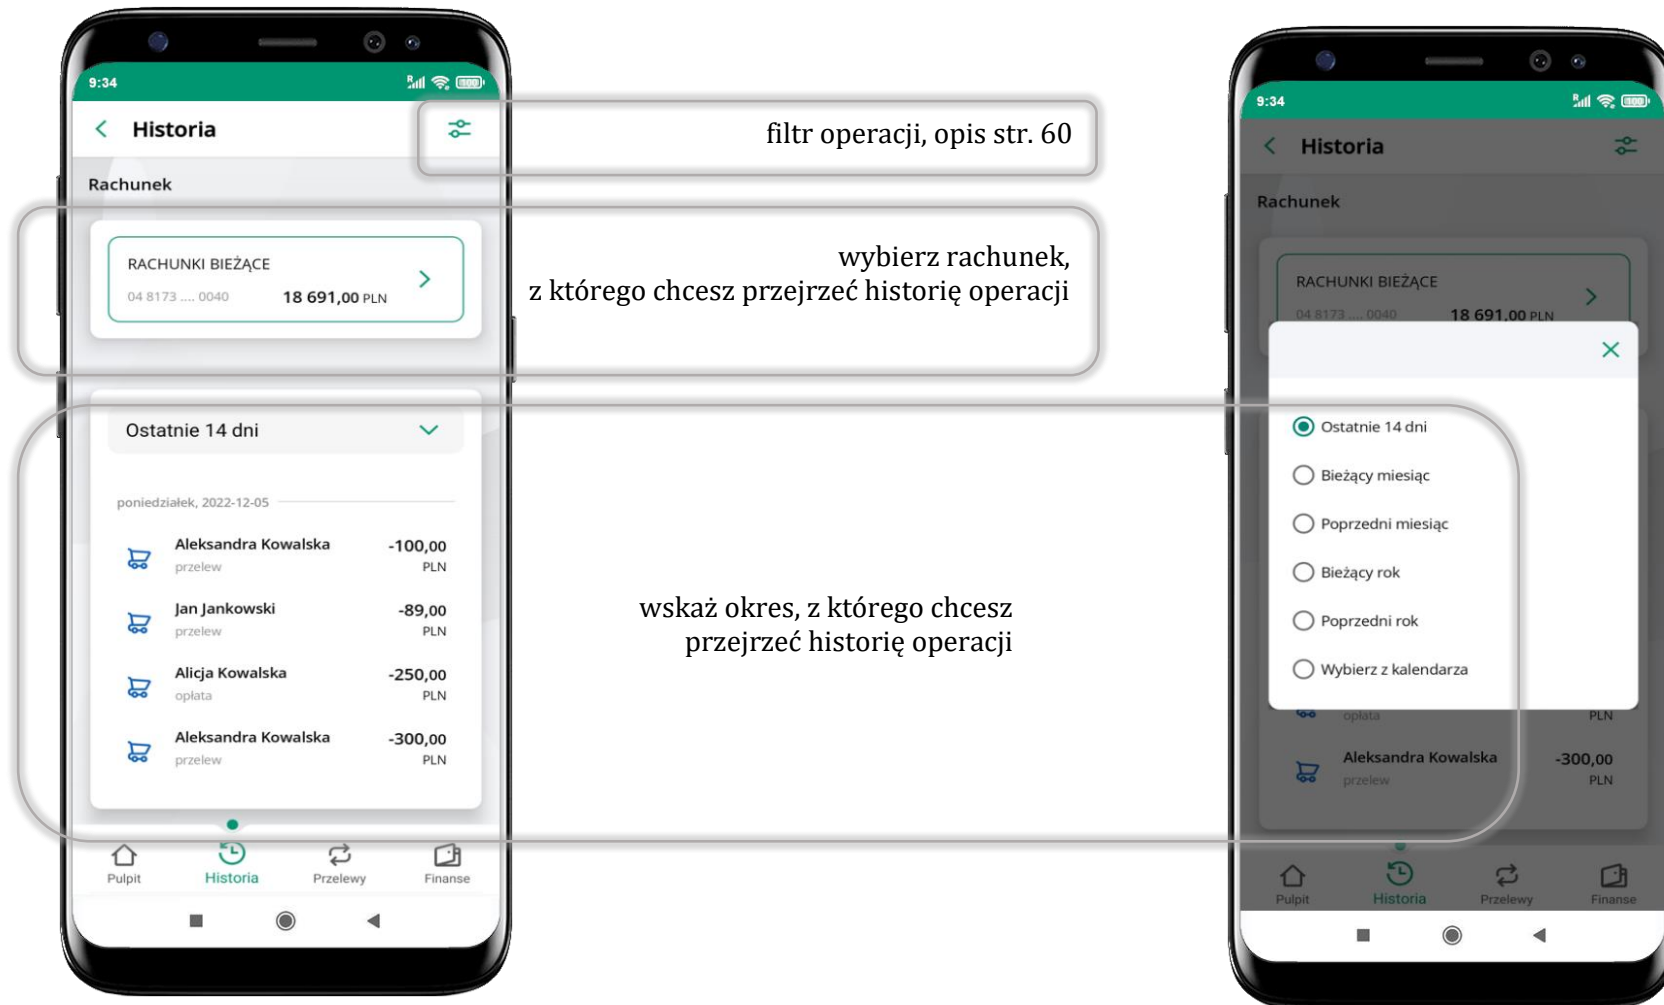 9:34
Historia
filtr operacji, opis str. 60
Rachunek
RACHUNKI BIEŻĄCE
04 8173 .... 0040 18 691,00 PLN
wybierz rachunek,
z którego chcesz przejrzeć historię operacji
Ostatnie 14 dni
poniedziałek, 2022-12-05
Aleksandra Kowalska -100,00
przelew PLN
Jan Jankowski -89,00
przelew PLN
Alicja Kowalska -250,00
opłata PLN
Aleksandra Kowalska -300,00
przelew PLN
Pulpit Historia Przelewy Finanse
wskaż okres, z którego chcesz
przejrzeć historię operacji
9:34
Historia
Rachunek
RACHUNKI BIEŻĄCE
04 8173 .... 0040 18 691,00 PLN
Ostatnie 14 dni
Bieżący miesiąc
Poprzedni miesiąc
Bieżący rok
Poprzedni rok
Wybierz z kalendarza
opłata PLN
Aleksandra Kowalska -300,00
przelew PLN
Pulpit Historia Przelewy Finanse